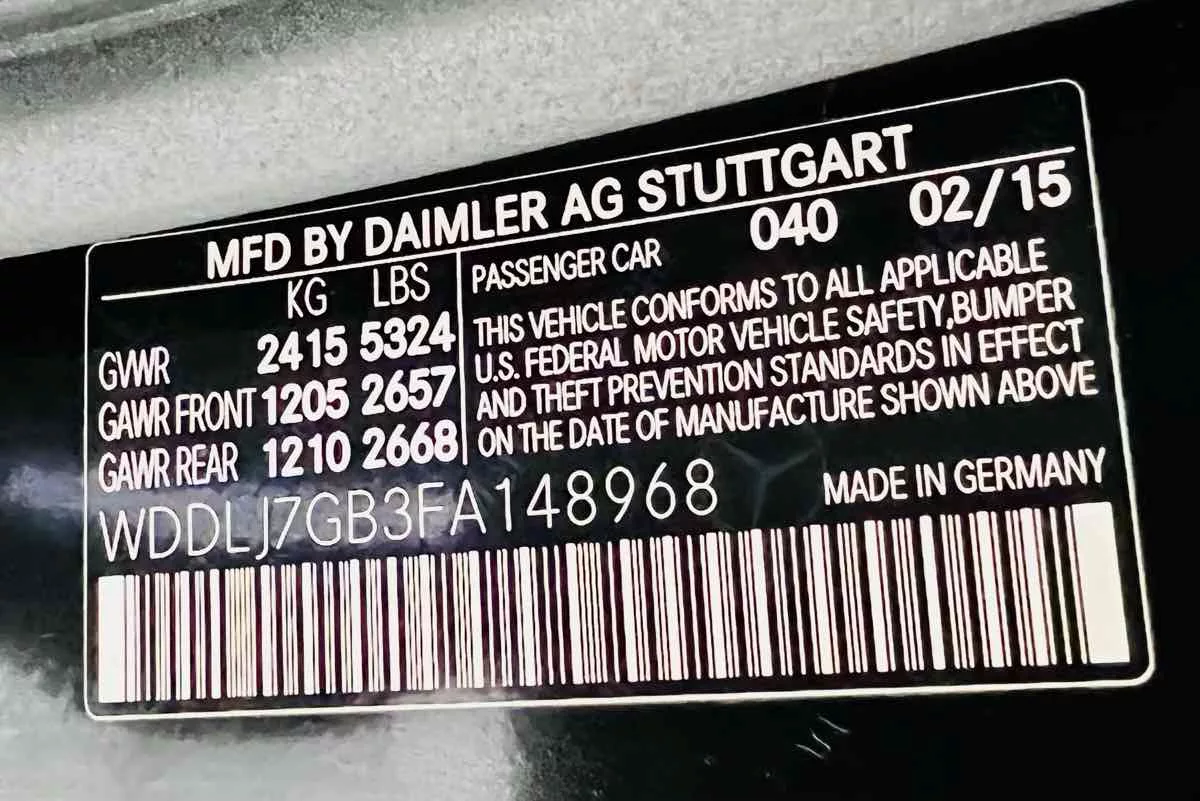 MFD BY DAIMLER AG STUTTGART
KG LBS
GVWR 2415 5324
GAWR FRONT 1205 2657
GAWR REAR 1210 2668
PASSENGER CAR 040 02/15
THIS VEHICLE CONFORMS TO ALL APPLICABLE
U.S. FEDERAL MOTOR VEHICLE SAFETY,BUMPER
AND THEFT PREVENTION STANDARDS IN EFFECT
ON THE DATE OF MANUFACTURE SHOWN ABOVE
WDDLJ7GB3FA148968 MADE IN GERMANY